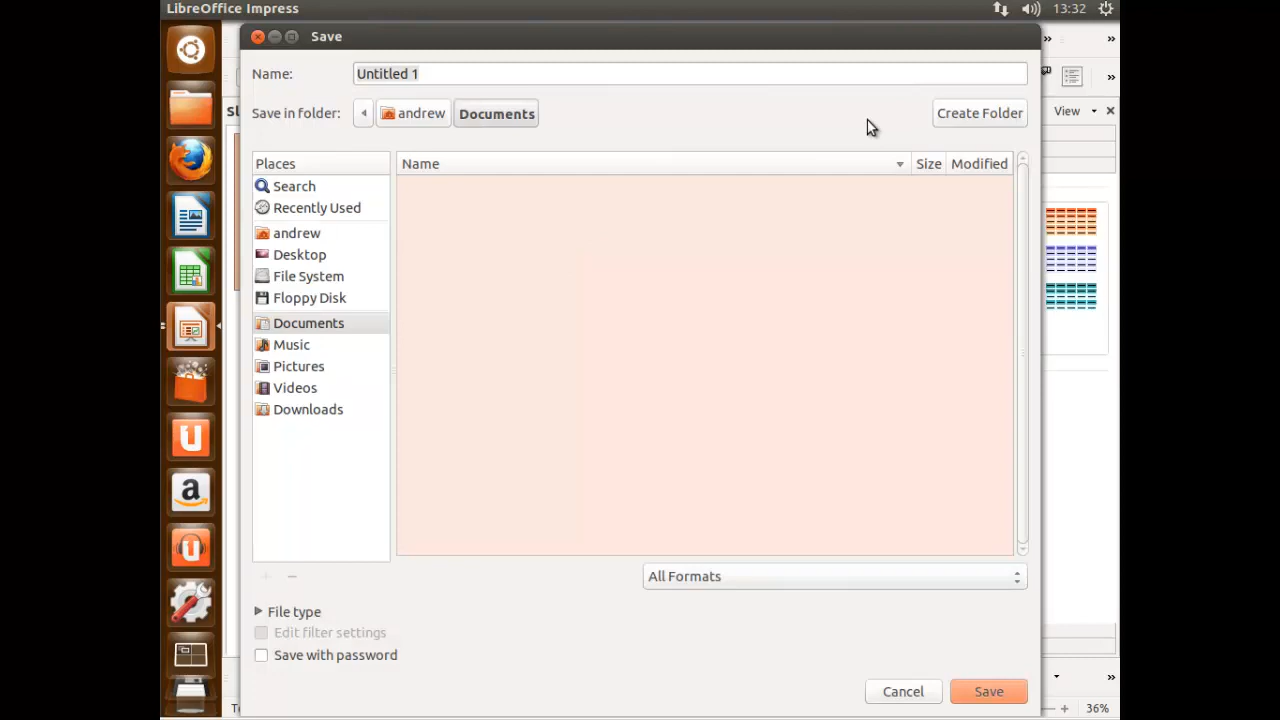 LibreOffice Impress
13:32
Save
Name:
Untitled 1
Save in folder:
andrew
Documents
Create Folder
View
Places
Name
Size
Modified
Search
Recently Used
andrew
Desktop
File System
Floppy Disk
Documents
Music
Pictures
Videos
Downloads
All Formats
File type
Edit filter settings
Save with password
Cancel
Save
36%